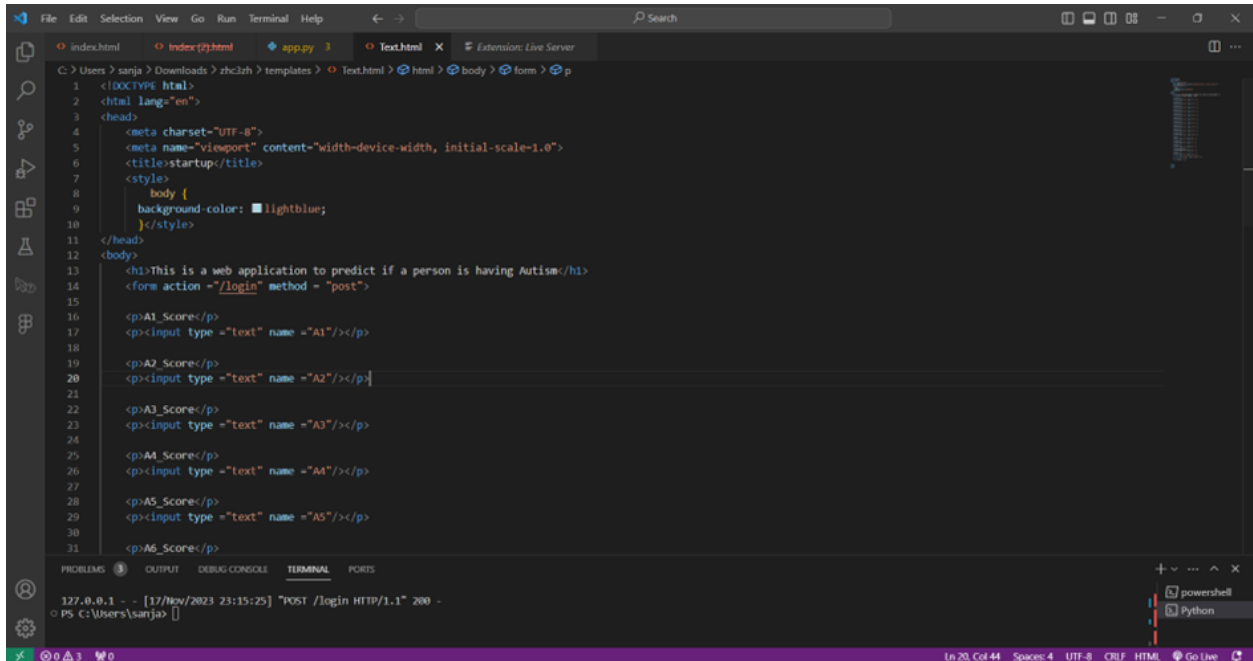 File Edit Selection View Go Run Terminal Help Search
index.html Index (2).html app.py 3 Text.html Extension: Live Server
C: > Users > sanja > Downloads > zhc3zh > templates > Text.html > html > body > form > p
1 <!DOCTYPE html>
2 <html lang="en">
3 <head>
4 <meta charset="UTF-8">
5 <meta name="viewport" content="width=device-width, initial-scale=1.0">
6 <title>startup</title>
7 <style>
8 body {
9 background-color: lightblue;
10 }</style>
11 </head>
12 <body>
13 <h1>This is a web application to predict if a person is having Autism</h1>
14 <form action ="/login" method = "post">
15
16 <p>A1_Score</p>
17 <p><input type ="text" name ="A1"/></p>
18
19 <p>A2_Score</p>
20 <p><input type ="text" name ="A2"/></p>
21
22 <p>A3_Score</p>
23 <p><input type ="text" name ="A3"/></p>
24
25 <p>A4_Score</p>
26 <p><input type ="text" name ="A4"/></p>
27
28 <p>A5_Score</p>
29 <p><input type ="text" name ="A5"/></p>
30
31 <p>A6_Score</p>
PROBLEMS 3 OUTPUT DEBUG CONSOLE TERMINAL PORTS
127.0.0.1 - - [17/Nov/2023 23:15:25] "POST /login HTTP/1.1" 200 -
PS C:\Users\sanja>
powershell
Python
0 3 0 Ln 20, Col 44 Spaces: 4 UTF-8 CRLF HTML Go Live